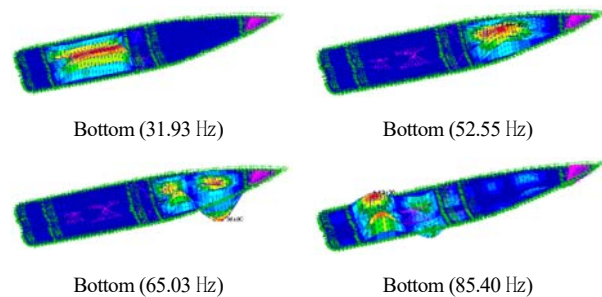 Bottom (31.93 Hz)
Bottom (52.55 Hz)
Bottom (65.03 Hz)
Bottom (85.40 Hz)